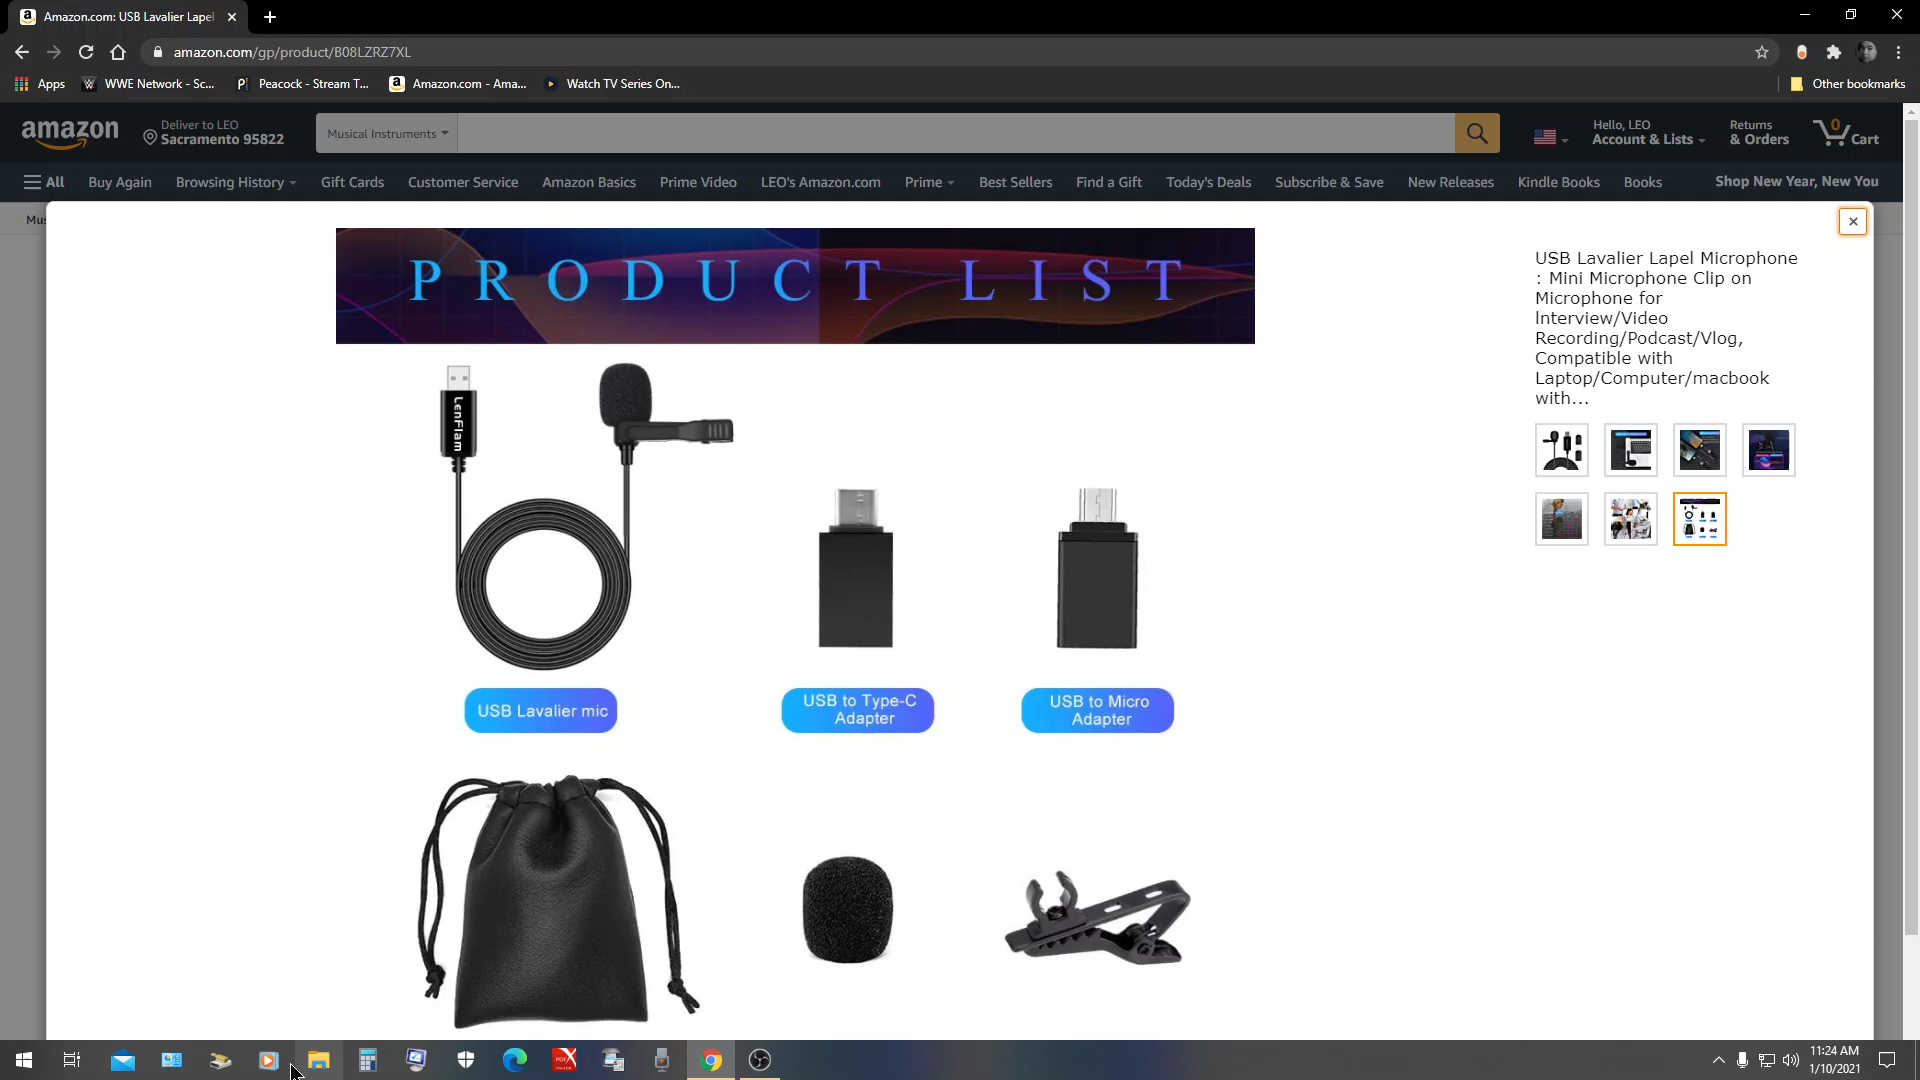 Amazon.com: USB Lavalier Lapel
amazon.com/gp/product/B08LZRZ7XL
Apps
WWE Network - Sc...
Peacock - Stream T...
Amazon.com - Ama...
Watch TV Series On...
Other bookmarks
amazon
Deliver to LEO
Sacramento 95822
Musical Instruments
Hello, LEO
Account & Lists
Returns
& Orders
0
Cart
All
Buy Again
Browsing History
Gift Cards
Customer Service
Amazon Basics
Prime Video
LEO's Amazon.com
Prime
Best Sellers
Find a Gift
Today's Deals
Subscribe & Save
New Releases
Kindle Books
Books
Shop New Year, New You
Mus
PRODUCT LIST
USB Lavalier Lapel Microphone
: Mini Microphone Clip on
Microphone for
Interview/Video
Recording/Podcast/Vlog,
Compatible with
Laptop/Computer/macbook
with...
LenFlam
USB Lavalier mic
USB to Type-C
Adapter
USB to Micro
Adapter
11:24 AM
1/10/2021